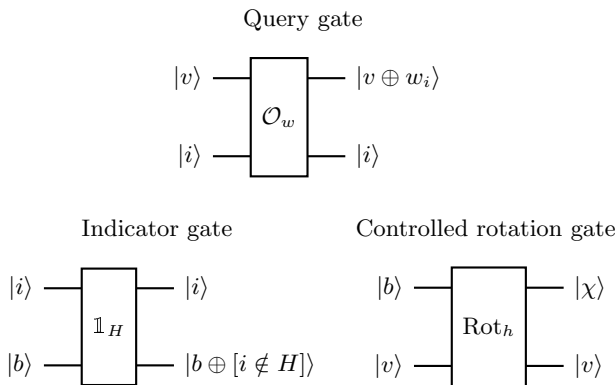 Query gate
|v⟩ |v ⊕ w_i⟩
𝒪_w
|i⟩ |i⟩
Indicator gate Controlled rotation gate
|i⟩ |i⟩ |b⟩ |χ⟩
𝟙_H Rot_h
|b⟩ |b ⊕ [i ∉ H]⟩ |v⟩ |v⟩